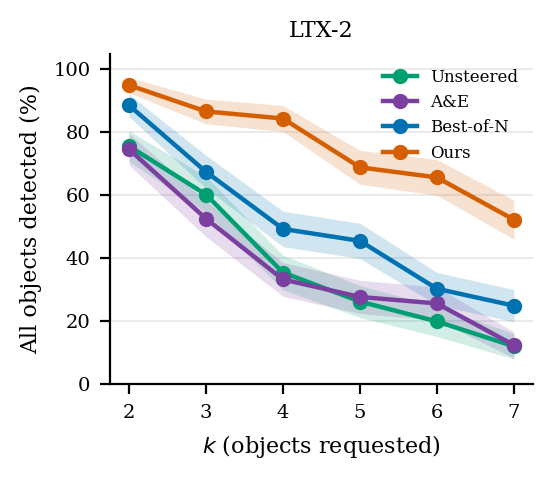 LTX-2
All objects detected (%)
100
80
60
40
20
0
Unsteered
A&E
Best-of-N
Ours
2 3 4 5 6 7
k (objects requested)